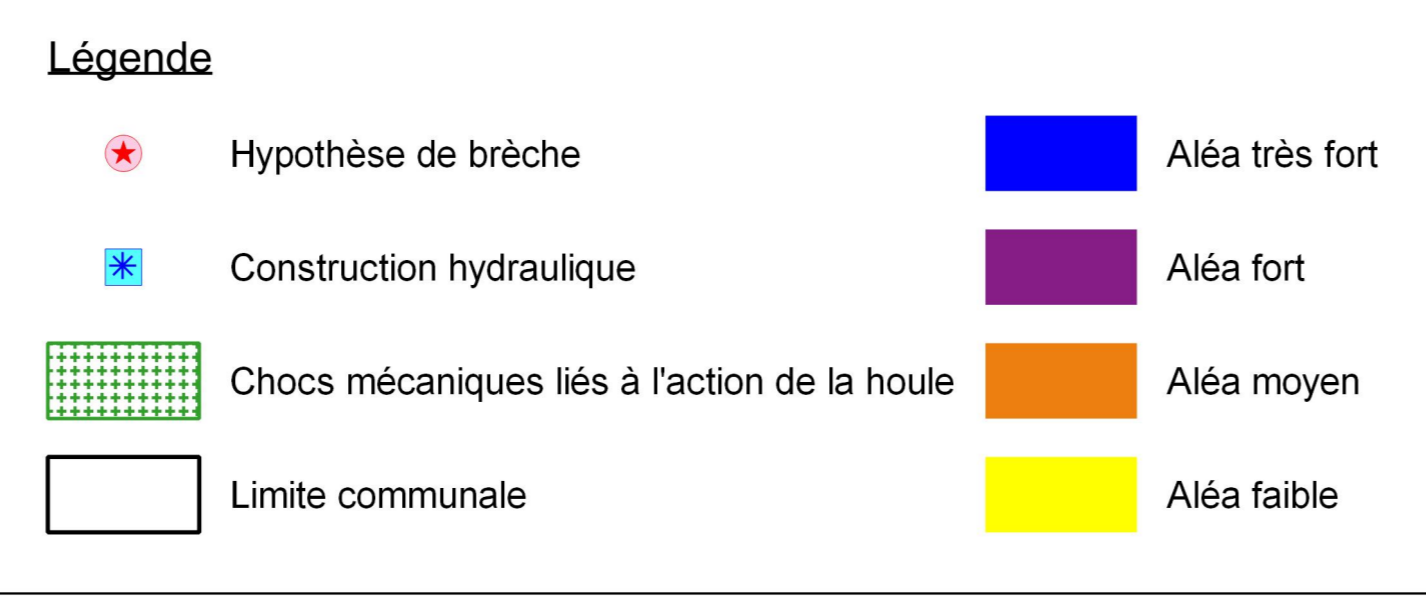 Légende
Hypothèse de brèche
Construction hydraulique
Chocs mécaniques liés à l'action de la houle
Limite communale
Aléa très fort
Aléa fort
Aléa moyen
Aléa faible